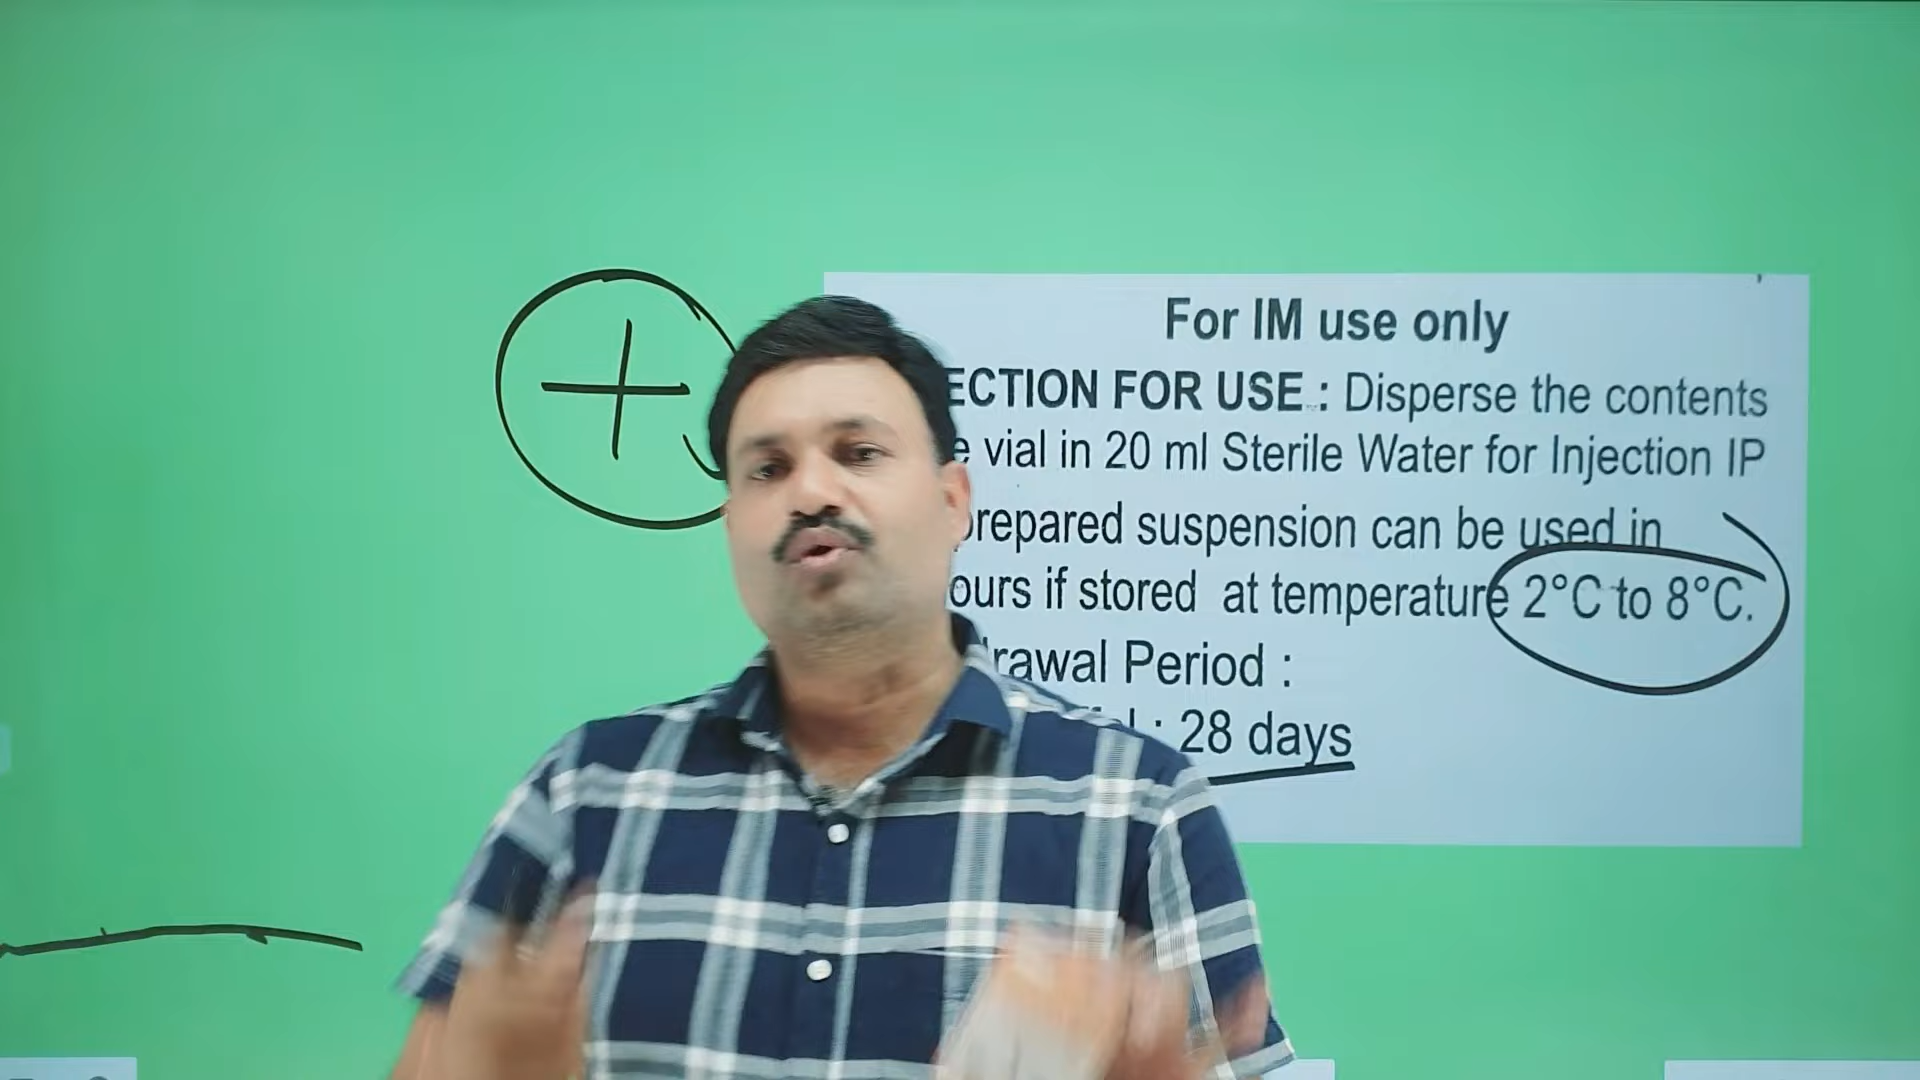 For IM use only
ECTION FOR USE : Disperse the contents
vial in 20 ml Sterile Water for Injection IP
prepared suspension can be used in
ours if stored at temperature 2°C to 8°C.
rawal Period :
: 28 days